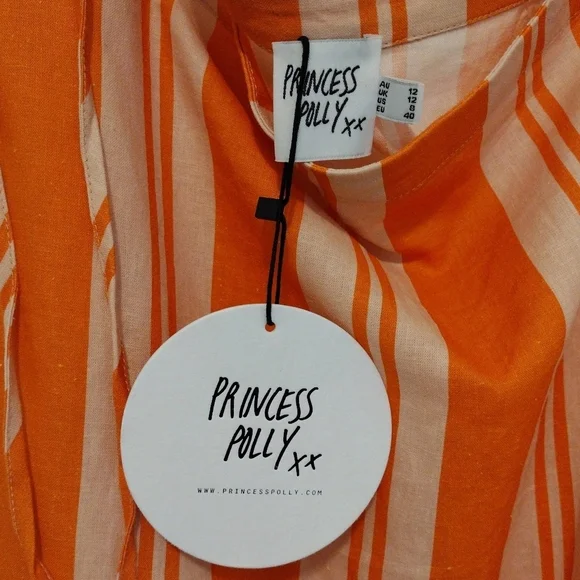 PRINCESS
POLLY xx
AU 12
UK 12
US 8
EU 40
PRINCESS
POLLY xx
WWW.PRINCESSPOLLY.COM